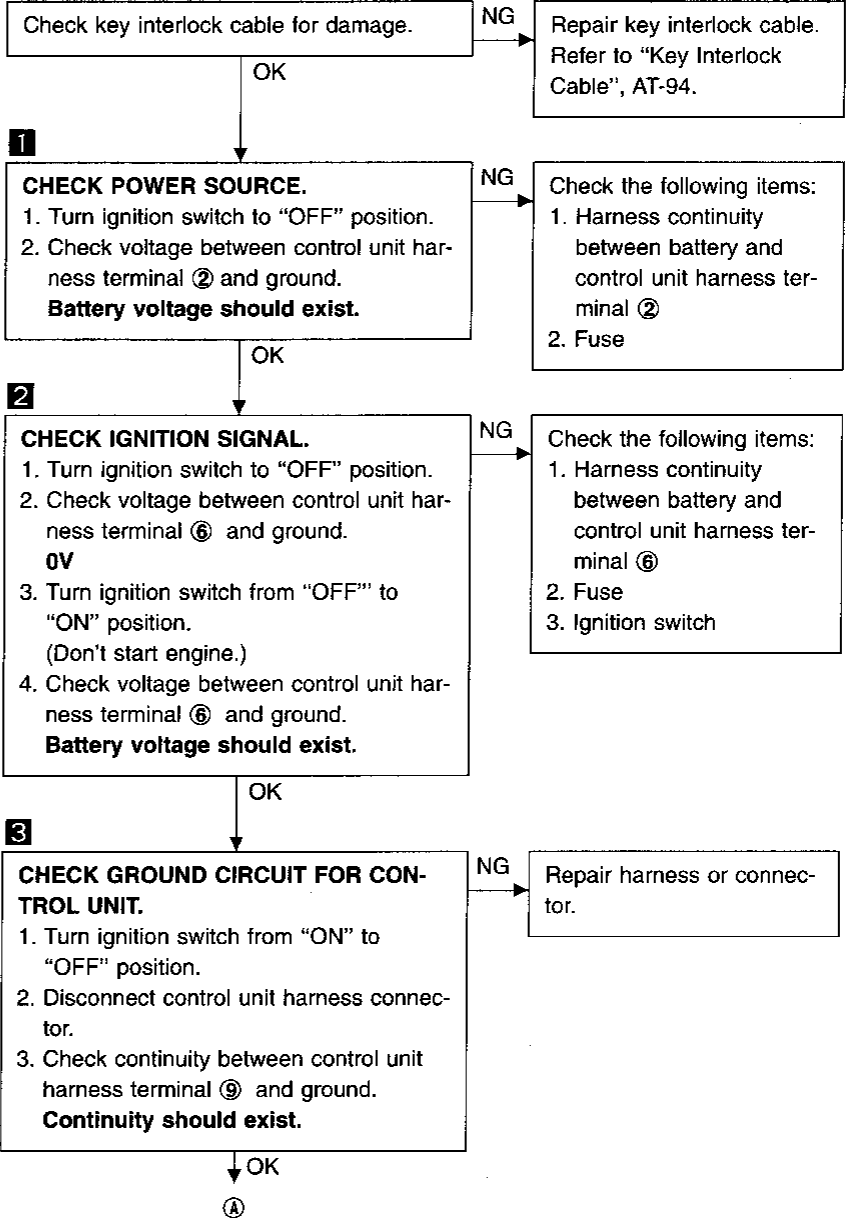 Check key interlock cable for damage.
NG
Repair key interlock cable.
Refer to “Key Interlock
Cable”, AT-94.
OK
1
CHECK POWER SOURCE.
1. Turn ignition switch to “OFF” position.
2. Check voltage between control unit har-
ness terminal ② and ground.
Battery voltage should exist.
NG
Check the following items:
1. Harness continuity
between battery and
control unit harness ter-
minal ②
2. Fuse
OK
2
CHECK IGNITION SIGNAL.
1. Turn ignition switch to “OFF” position.
2. Check voltage between control unit har-
ness terminal ⑥ and ground.
0V
3. Turn ignition switch from “OFF”’ to
“ON” position.
(Don’t start engine.)
4. Check voltage between control unit har-
ness terminal ⑥ and ground.
Battery voltage should exist.
NG
Check the following items:
1. Harness continuity
between battery and
control unit harness ter-
minal ⑥
2. Fuse
3. Ignition switch
OK
3
CHECK GROUND CIRCUIT FOR CON-
TROL UNIT.
1. Turn ignition switch from “ON” to
“OFF” position.
2. Disconnect control unit harness connec-
tor.
3. Check continuity between control unit
harness terminal ⑨ and ground.
Continuity should exist.
NG
Repair harness or connec-
tor.
OK
Ⓐ